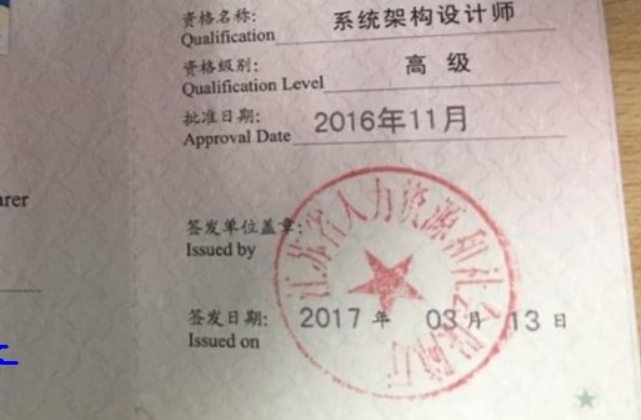 资格名称: 系统架构设计师
Qualification
资格级别: 高级
Qualification Level
批准日期: 2016年11月
Approval Date
arer
签发单位盖章:
Issued by
江苏省人力资源和社会保障厅
签发日期: 2017 年 03 月 13 日
Issued on